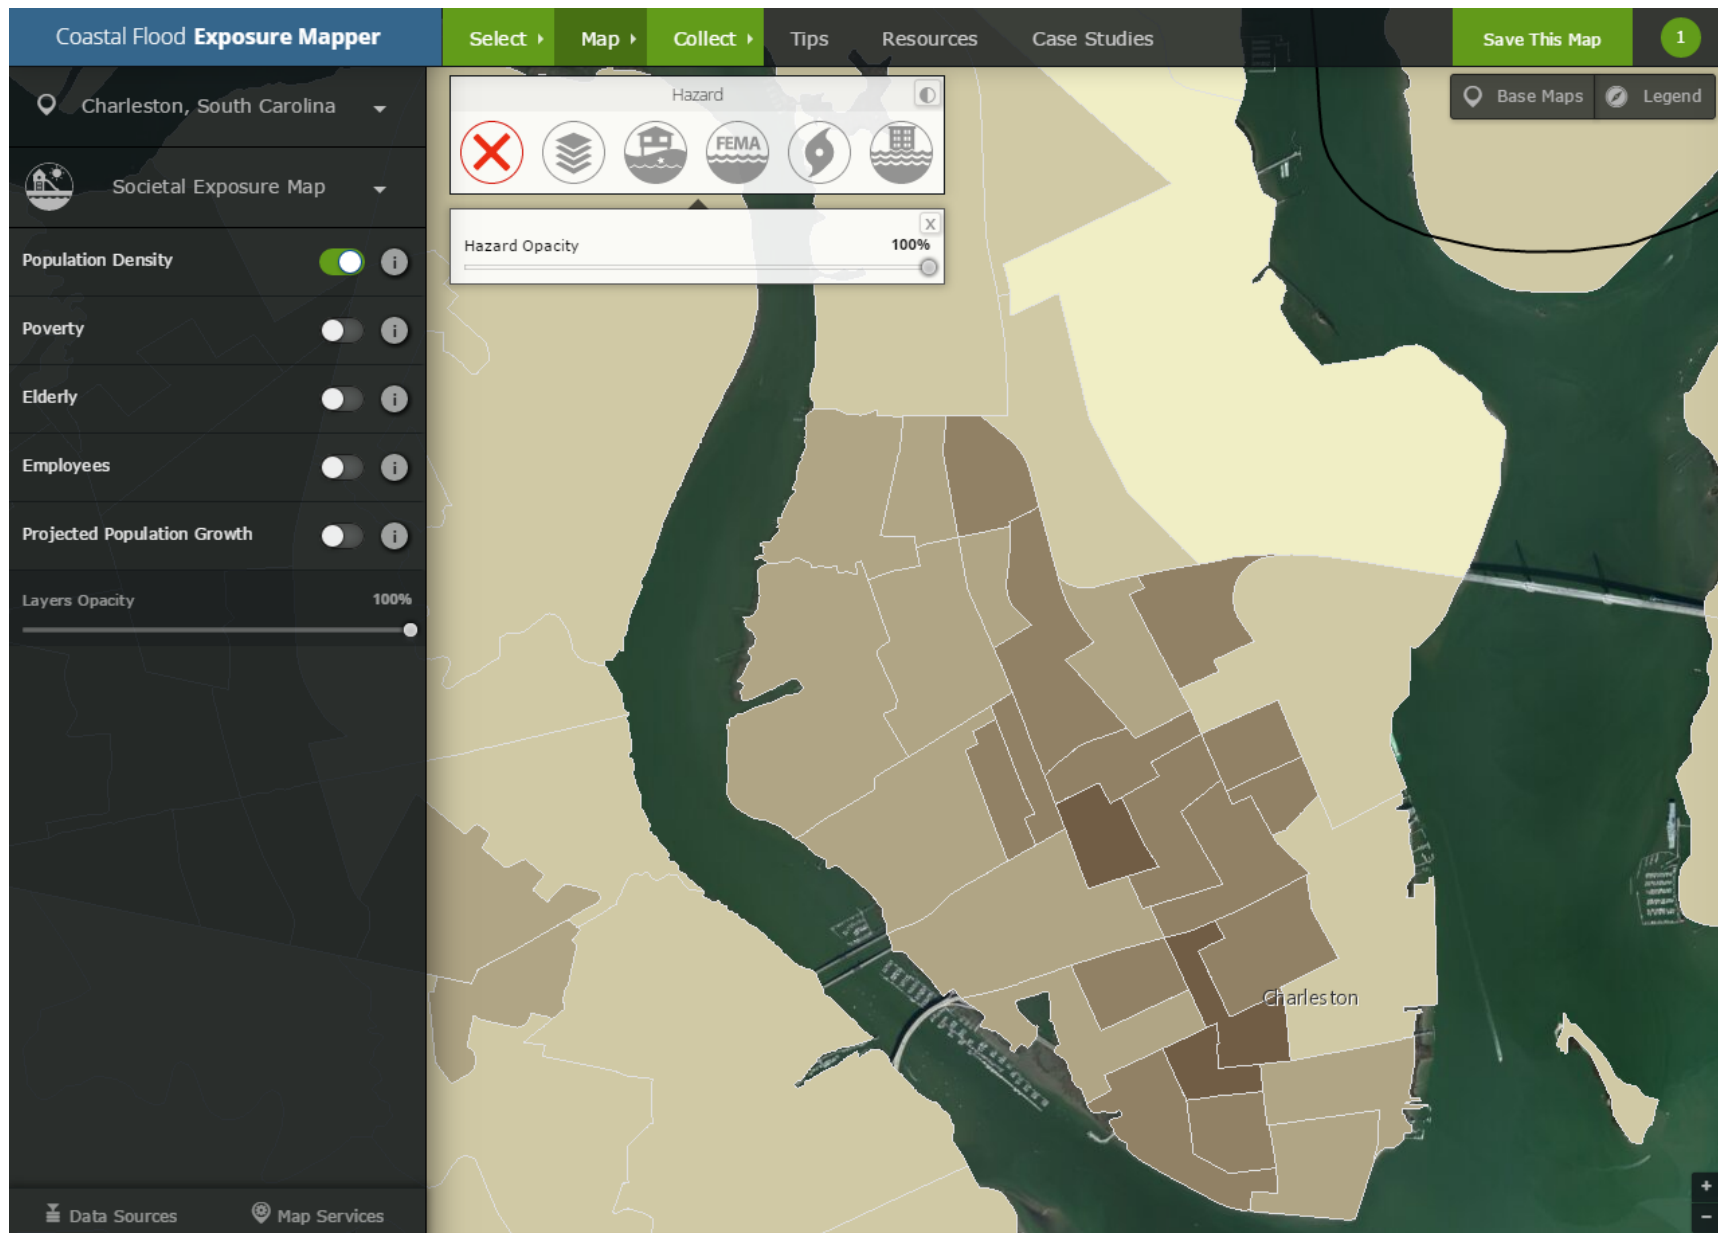 Coastal Flood Exposure Mapper
Select
Map
Collect
Tips
Resources
Case Studies
Save This Map
1
Charleston, South Carolina
Hazard
Base Maps
Legend
FEMA
Societal Exposure Map
X
Hazard Opacity
100%
Population Density
i
Poverty
i
Elderly
i
Employees
i
Projected Population Growth
i
Layers Opacity
100%
Charleston
Data Sources
Map Services
+
−